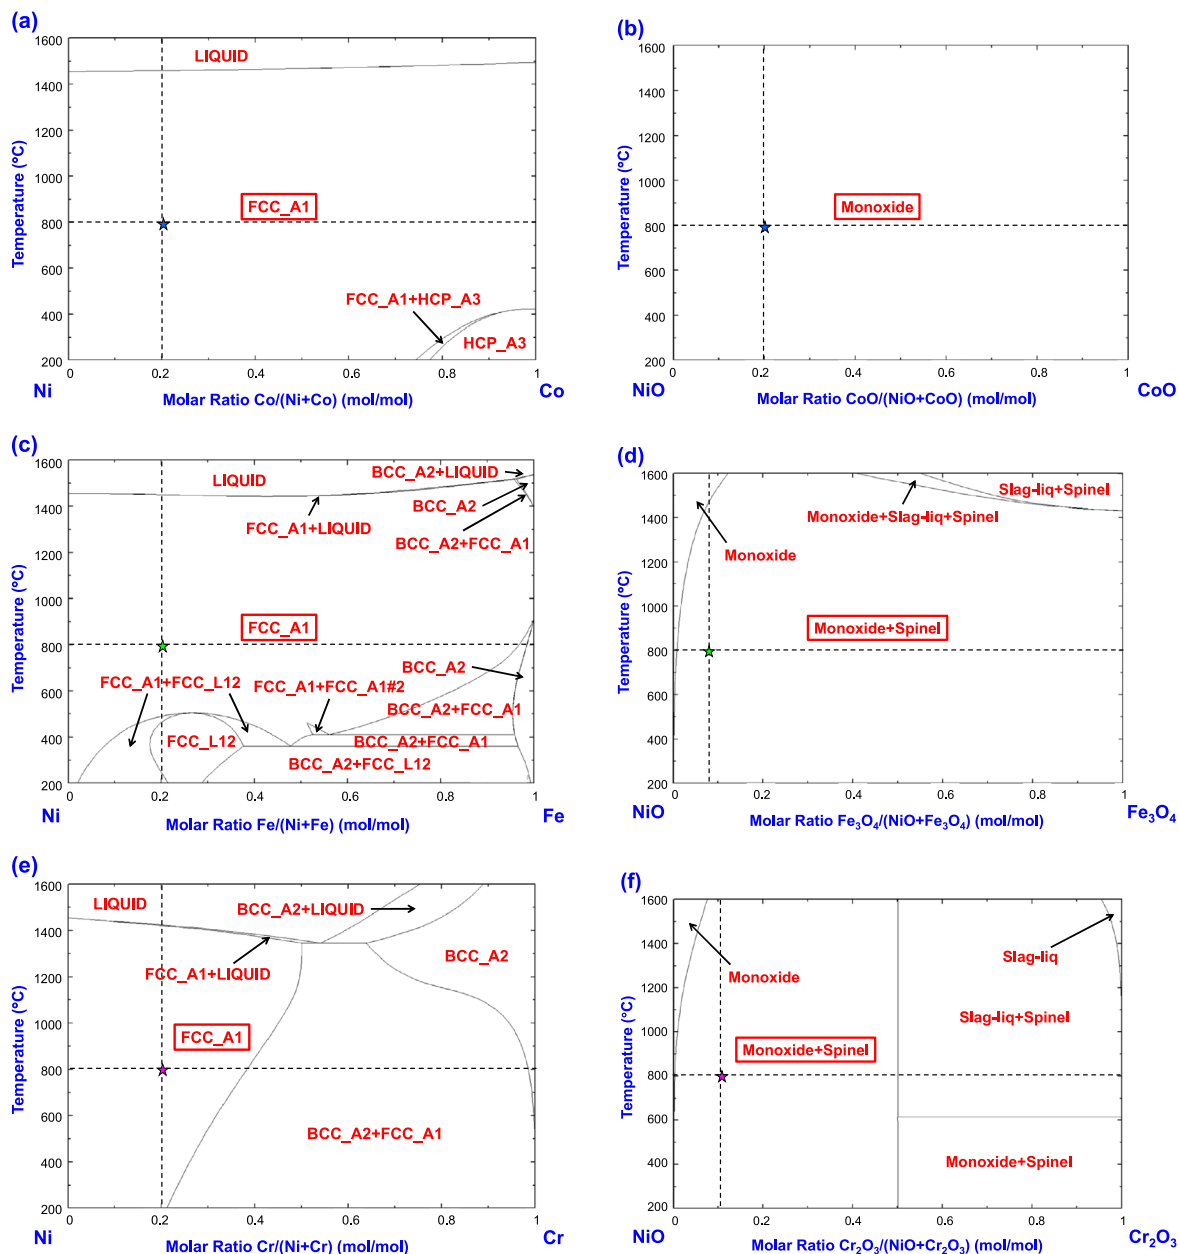 (a)
1600
1400
1200
1000
800
600
400
200
Temperature (°C)
LIQUID
FCC_A1
FCC_A1+HCP_A3
HCP_A3
0 0.2 0.4 0.6 0.8 1
Ni Molar Ratio Co/(Ni+Co) (mol/mol) Co
(b)
1600
1400
1200
1000
800
600
400
200
Temperature (°C)
Monoxide
0 0.2 0.4 0.6 0.8 1
NiO Molar Ratio CoO/(NiO+CoO) (mol/mol) CoO
(c)
1600
1400
1200
1000
800
600
400
200
Temperature (°C)
LIQUID
BCC_A2+LIQUID
BCC_A2
FCC_A1+LIQUID
BCC_A2+FCC_A1
FCC_A1
BCC_A2
FCC_A1+FCC_L12
FCC_A1+FCC_A1#2
BCC_A2+FCC_A1
FCC_L12
BCC_A2+FCC_A1
BCC_A2+FCC_L12
0 0.2 0.4 0.6 0.8 1
Ni Molar Ratio Fe/(Ni+Fe) (mol/mol) Fe
(d)
1600
1400
1200
1000
800
600
400
200
Temperature (°C)
Slag-liq+Spinel
Monoxide+Slag-liq+Spinel
Monoxide
Monoxide+Spinel
0 0.2 0.4 0.6 0.8 1
NiO Molar Ratio Fe₃O₄/(NiO+Fe₃O₄) (mol/mol) Fe₃O₄
(e)
1600
1400
1200
1000
800
600
400
200
Temperature (°C)
LIQUID
BCC_A2+LIQUID
BCC_A2
FCC_A1+LIQUID
FCC_A1
BCC_A2+FCC_A1
0 0.2 0.4 0.6 0.8 1
Ni Molar Ratio Cr/(Ni+Cr) (mol/mol) Cr
(f)
1600
1400
1200
1000
800
600
400
200
Temperature (°C)
Slag-liq
Monoxide
Slag-liq+Spinel
Monoxide+Spinel
Monoxide+Spinel
0 0.2 0.4 0.6 0.8 1
NiO Molar Ratio Cr₂O₃/(NiO+Cr₂O₃) (mol/mol) Cr₂O₃